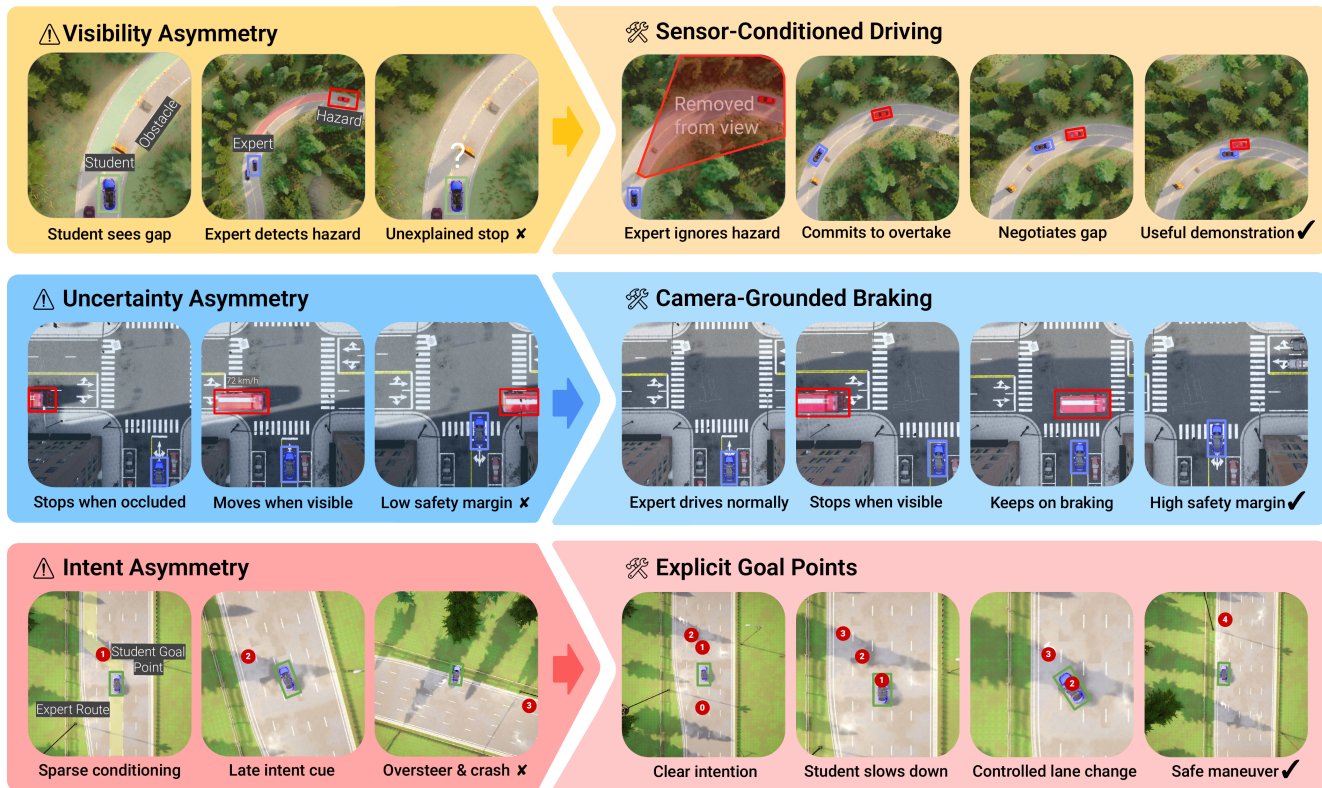 Visibility Asymmetry
Student
Obstacle
Student sees gap
Expert
Hazard
Expert detects hazard
?
Unexplained stop ✘
Sensor-Conditioned Driving
Removed
from view
Expert ignores hazard
Commits to overtake
Negotiates gap
Useful demonstration ✔
Uncertainty Asymmetry
Stops when occluded
72 km/h
Moves when visible
Low safety margin ✘
Camera-Grounded Braking
Expert drives normally
Stops when visible
Keeps on braking
High safety margin ✔
Intent Asymmetry
1
Student Goal
Point
Expert Route
Sparse conditioning
2
Late intent cue
3
Oversteer & crash ✘
Explicit Goal Points
2
1
0
Clear intention
3
2
1
Student slows down
3
2
Controlled lane change
4
Safe maneuver ✔